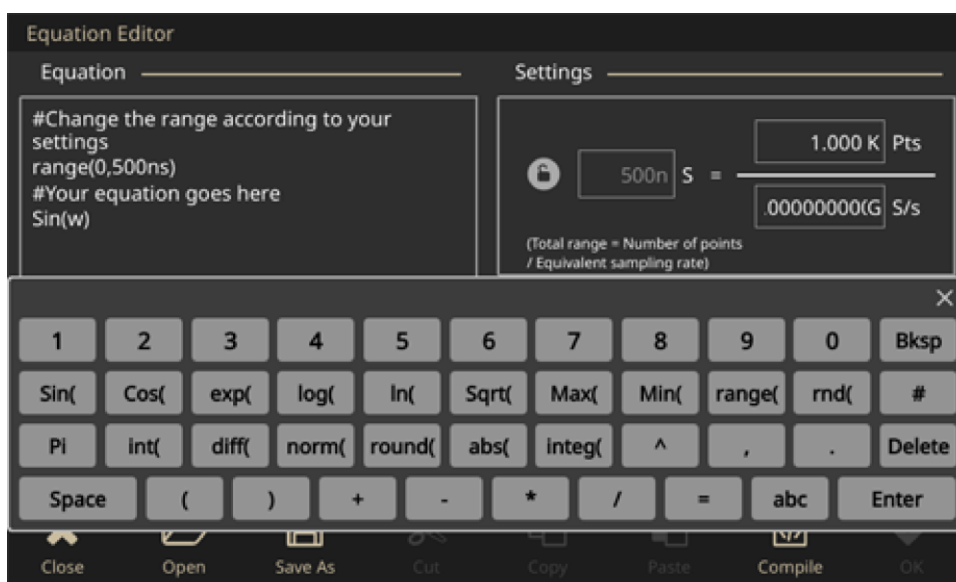 Equation Editor
Equation
Settings
#Change the range according to your
settings
range(0,500ns)
#Your equation goes here
Sin(w)
500n S = 1.000 K Pts
.00000000(G S/s
(Total range = Number of points
/ Equivalent sampling rate)
1 2 3 4 5 6 7 8 9 0 Bksp
Sin( Cos( exp( log( ln( Sqrt( Max( Min( range( rnd( #
Pi int( diff( norm( round( abs( integ( ^ , . Delete
Space ( ) + - * / = abc Enter
Close Open Save As Cut Copy Paste Compile OK